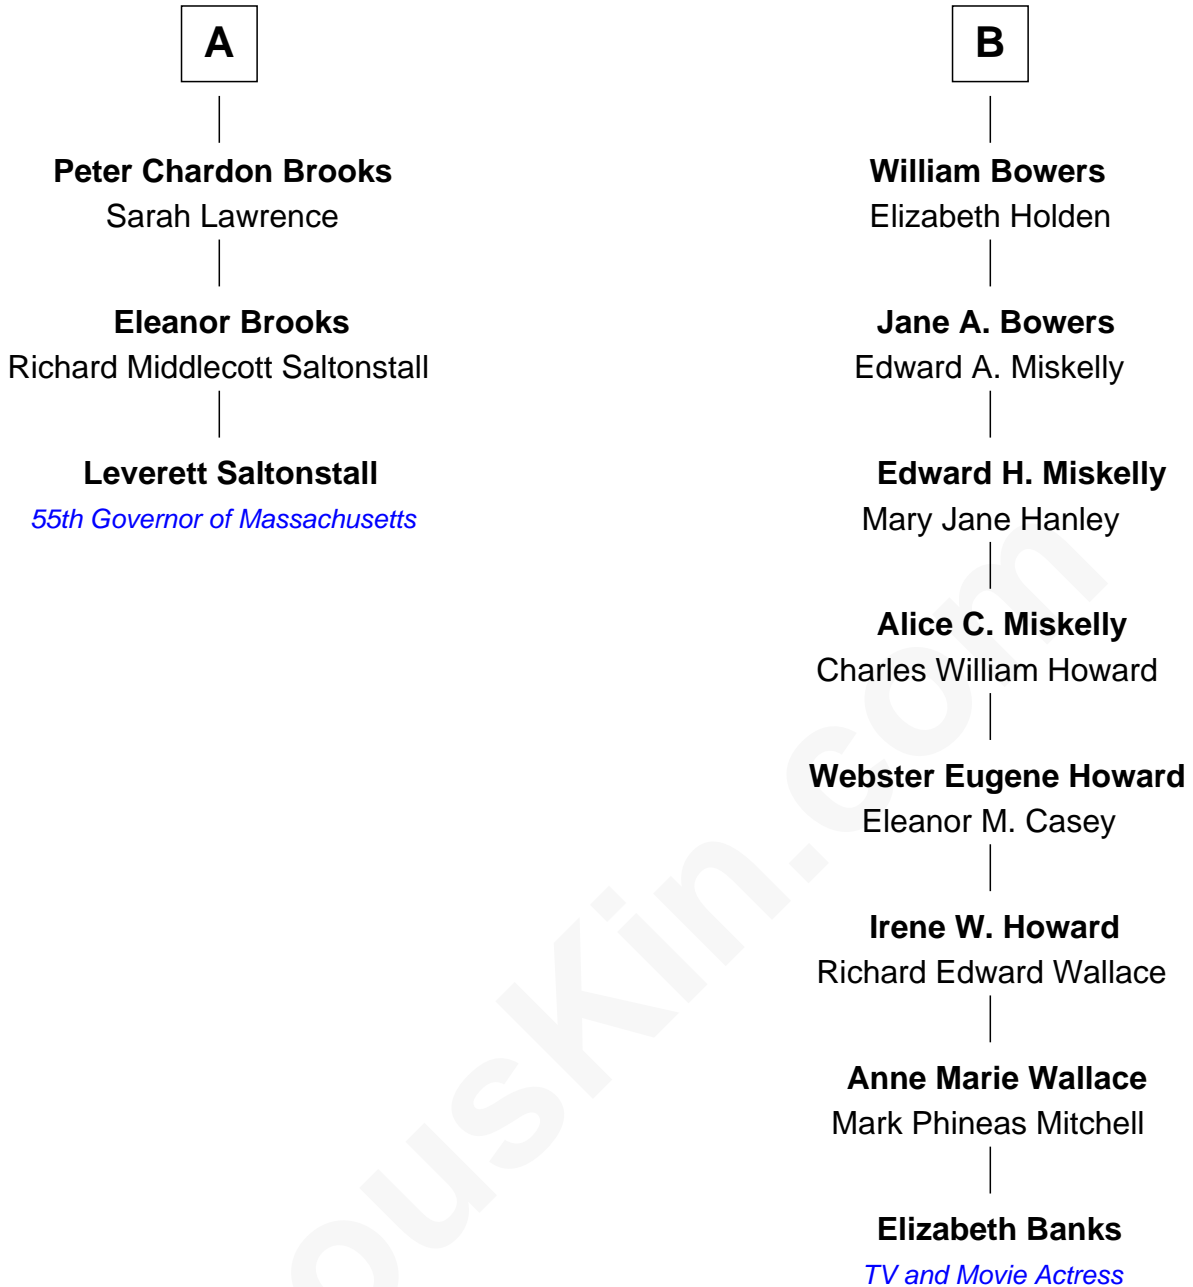 A
Peter Chardon Brooks
Sarah Lawrence
Eleanor Brooks
Richard Middlecott Saltonstall
Leverett Saltonstall
55th Governor of Massachusetts
B
William Bowers
Elizabeth Holden
Jane A. Bowers
Edward A. Miskelly
Edward H. Miskelly
Mary Jane Hanley
Alice C. Miskelly
Charles William Howard
Webster Eugene Howard
Eleanor M. Casey
Irene W. Howard
Richard Edward Wallace
Anne Marie Wallace
Mark Phineas Mitchell
Elizabeth Banks
TV and Movie Actress
ousKin.com